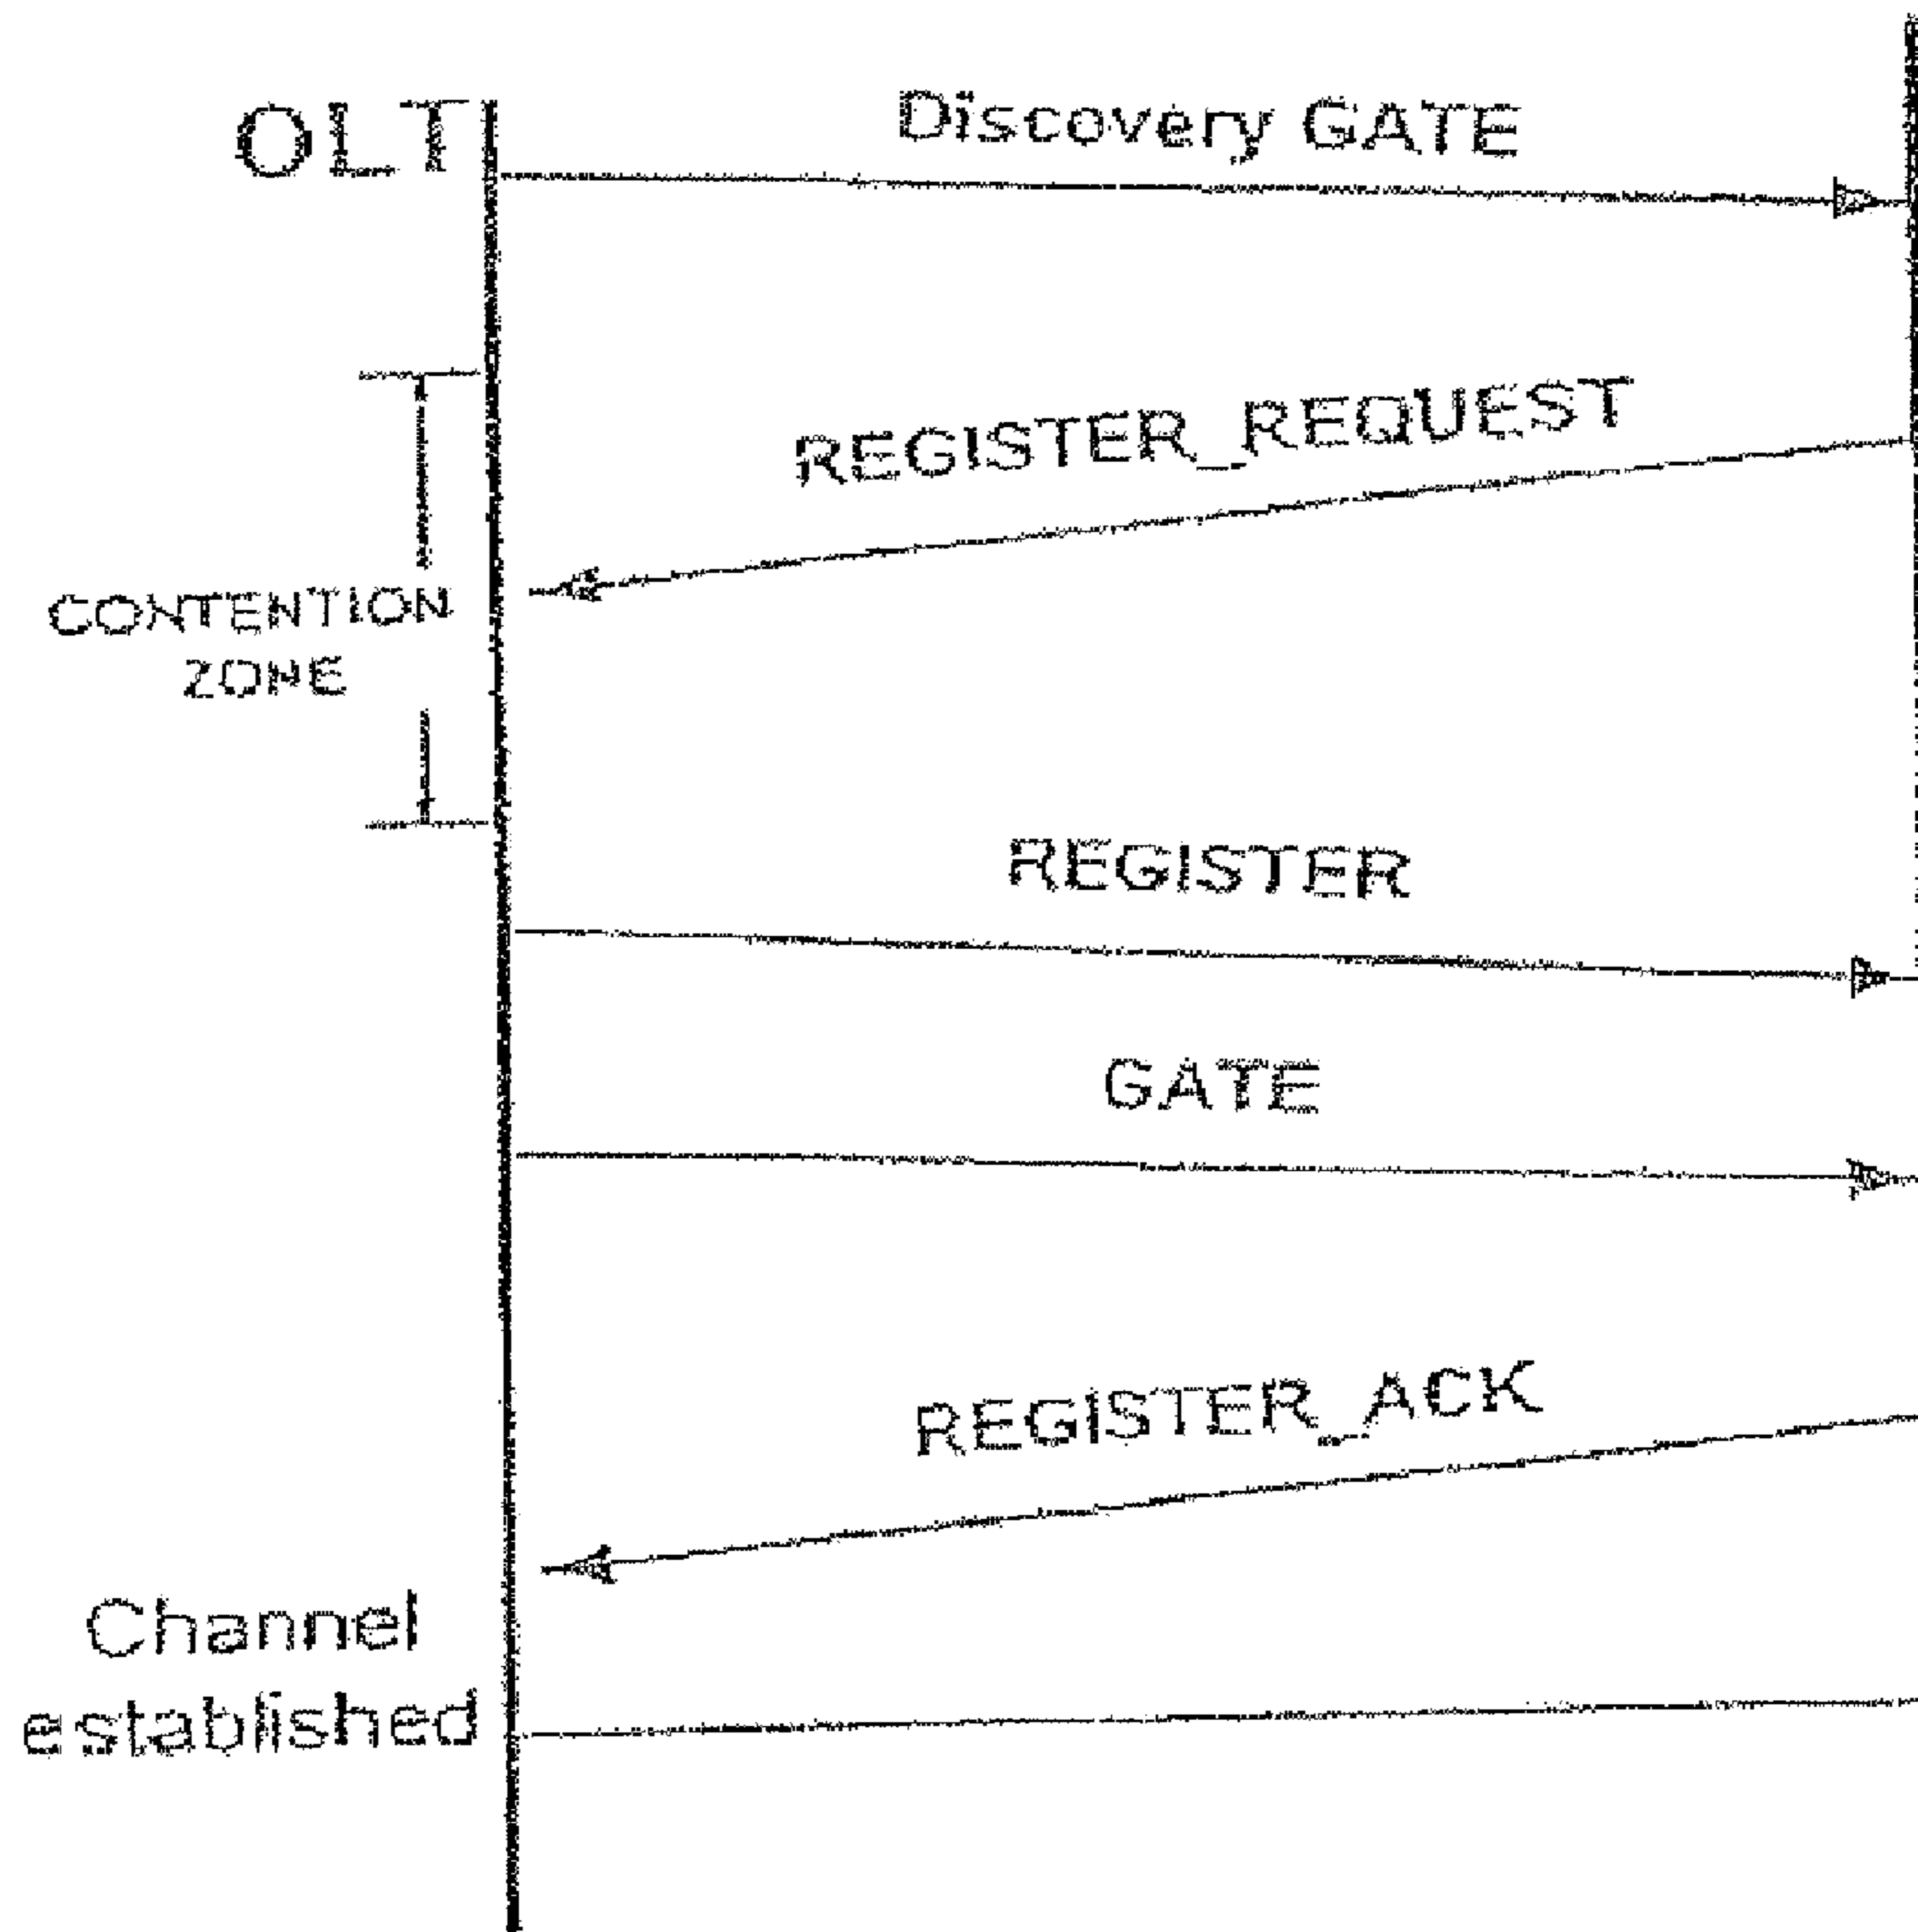 OLT
Discovery GATE
REGISTER_REQUEST
CONTENTION
ZONE
REGISTER
GATE
REGISTER_ACK
Channel
established